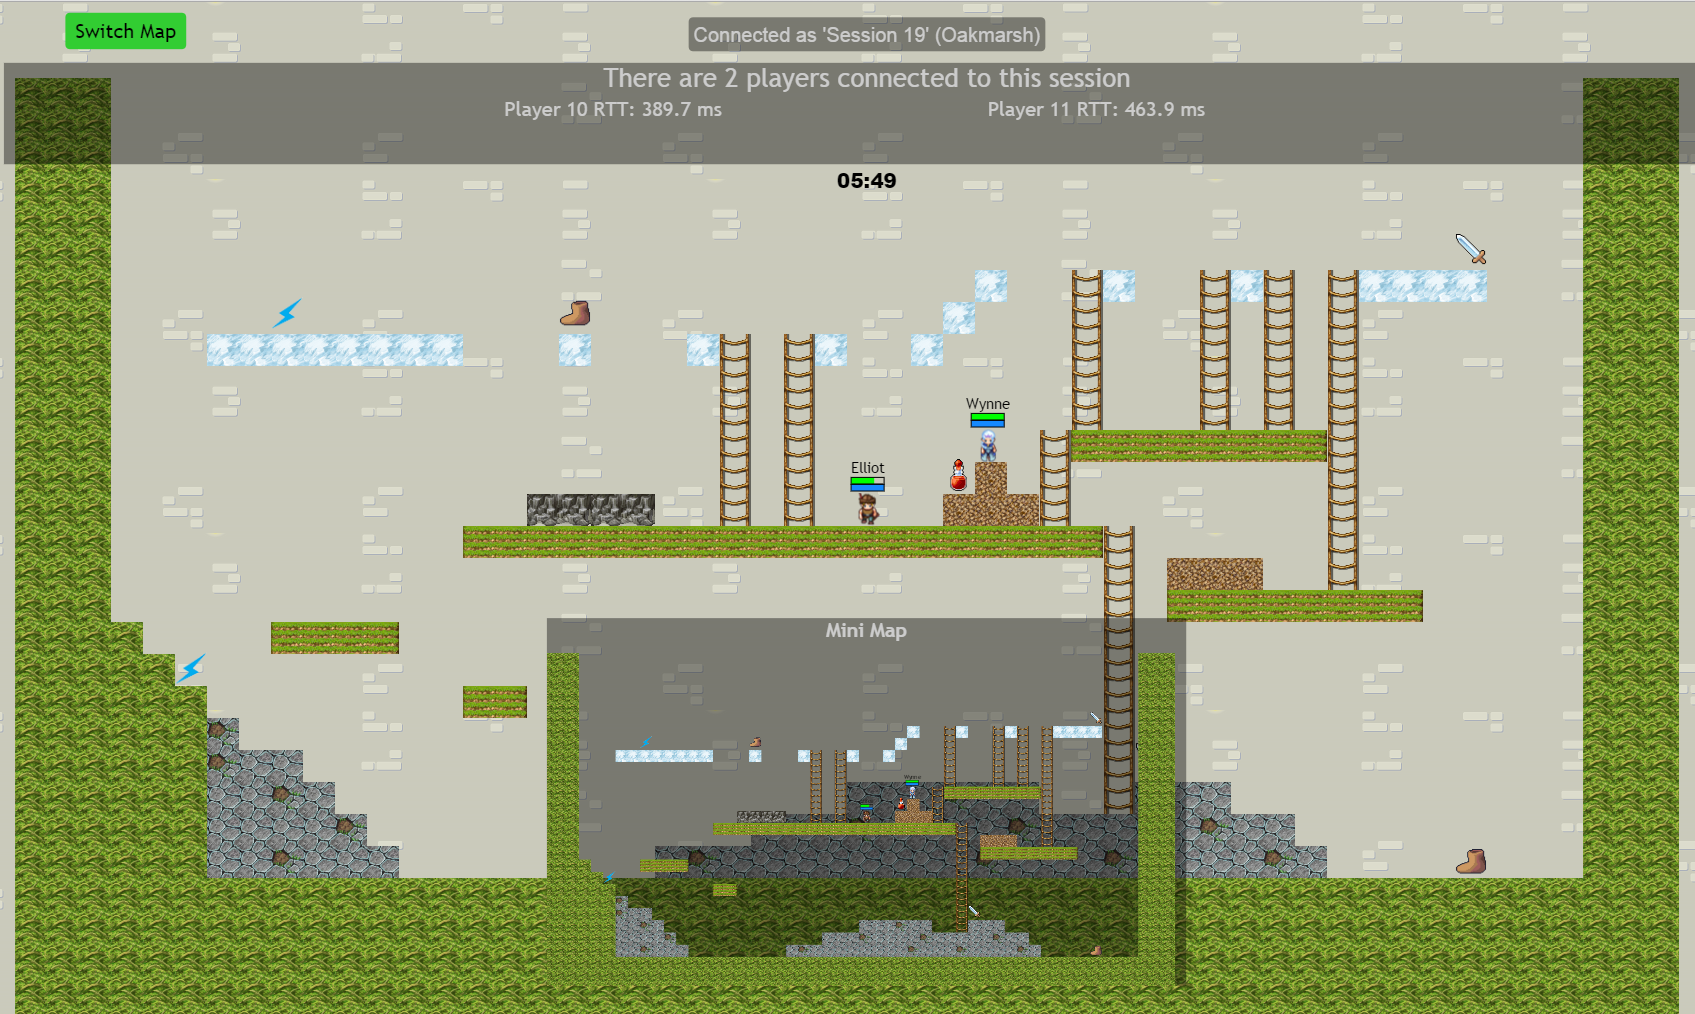 Switch Map
Connected as 'Session 19' (Oakmarsh)
There are 2 players connected to this session
Player 10 RTT: 389.7 ms
Player 11 RTT: 463.9 ms
05:49
Wynne
Elliot
Mini Map
Wynne